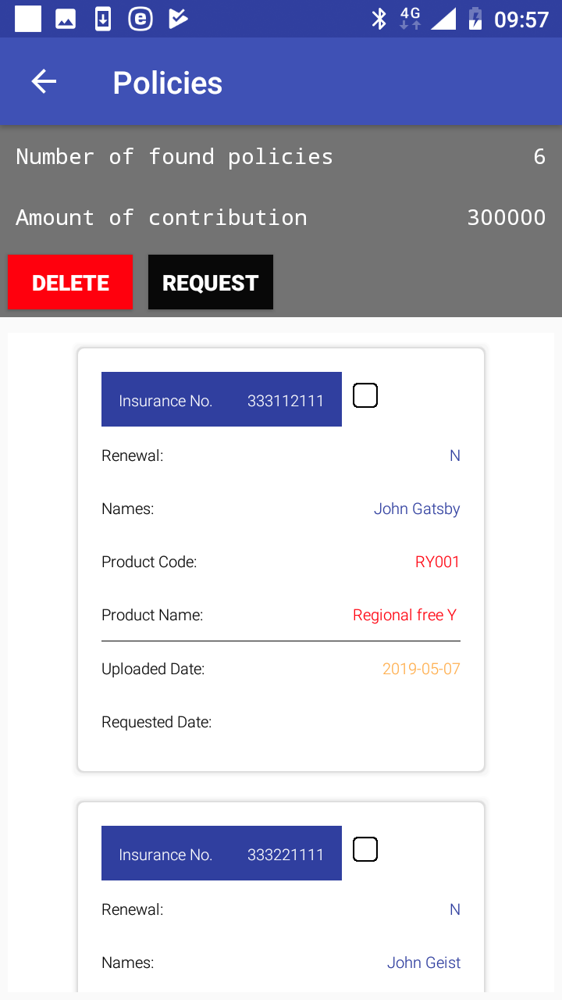 4G 09:57
Policies
Number of found policies 6
Amount of contribution 300000
DELETE REQUEST
Insurance No. 333112111
Renewal: N
Names: John Gatsby
Product Code: RY001
Product Name: Regional free Y
Uploaded Date: 2019-05-07
Requested Date:
Insurance No. 333221111
Renewal: N
Names: John Geist